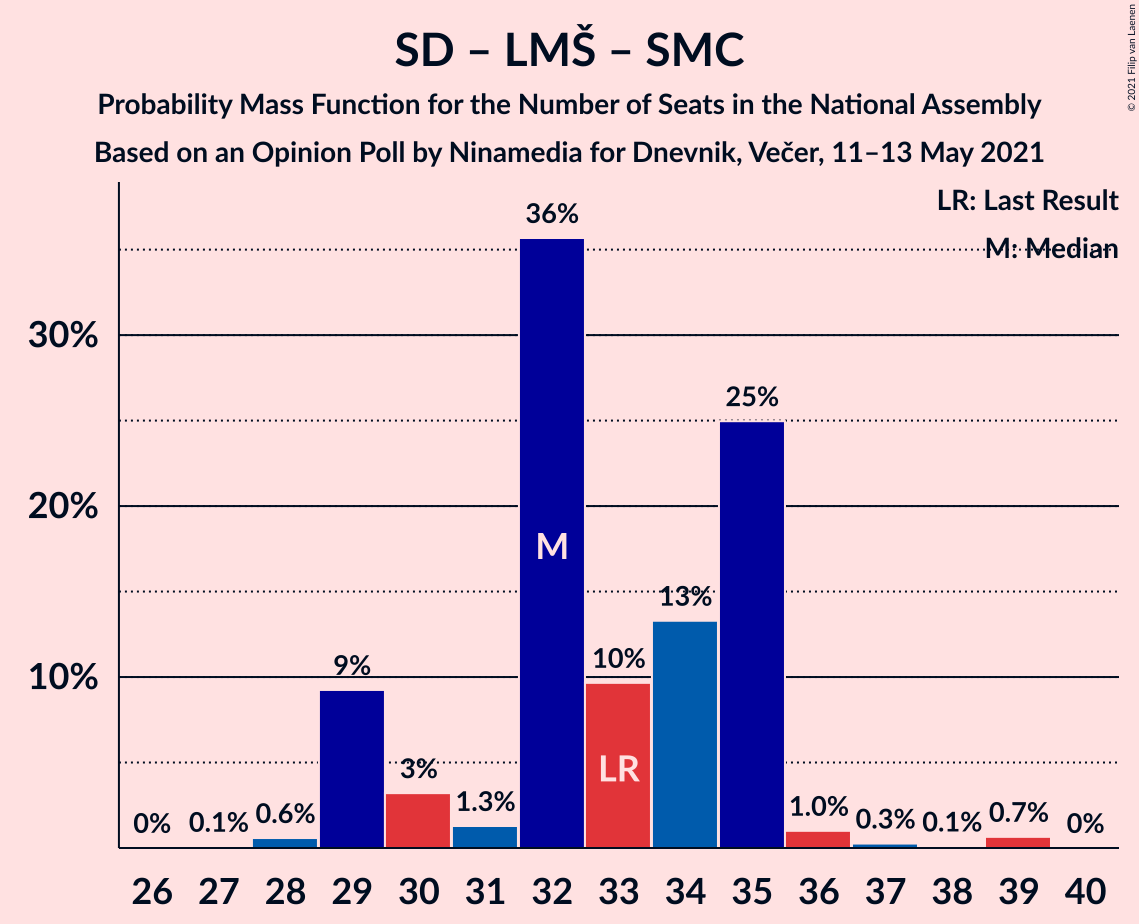 SD – LMŠ – SMC
Probability Mass Function for the Number of Seats in the National Assembly
Based on an Opinion Poll by Ninamedia for Dnevnik, Večer, 11–13 May 2021
© 2021 Filip van Laenen
LR: Last Result
M: Median
36%
30%
25%
20%
M
13%
10%
9%
10%
3%
LR
0%
0.1%
0.6%
1.3%
1.0%
0.3%
0.1%
0.7%
0%
26 27 28 29 30 31 32 33 34 35 36 37 38 39 40